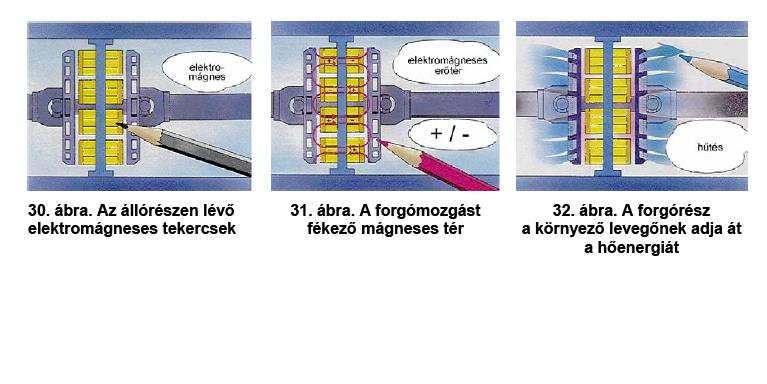 elektro-
mágnes
elektromágneses
erőtér
+ / -
hűtés
30. ábra. Az állórészen lévő
elektromágneses tekercsek
31. ábra. A forgómozgást
fékező mágneses tér
32. ábra. A forgórész
a környező levegőnek adja át
a hőenergiát